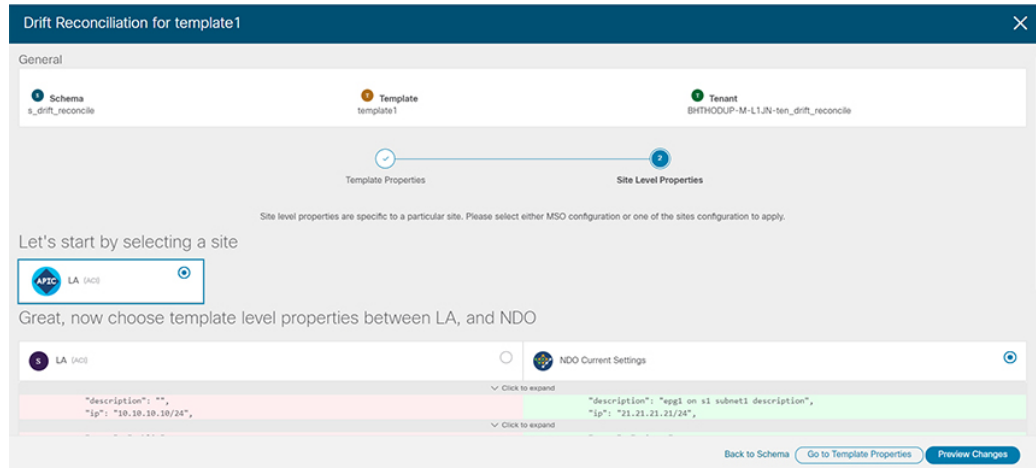 Drift Reconciliation for template1
General
S Schema
s_drift_reconcile
T Template
template1
T Tenant
BHTHODUP-M-L1JN-ten_drift_reconcile
2
Template Properties
Site Level Properties
Site level properties are specific to a particular site. Please select either MSO configuration or one of the sites configuration to apply.
Let's start by selecting a site
APIC LA (ACI)
Great, now choose template level properties between LA, and NDO
S LA (ACI)
NDO Current Settings
Click to expand
"description": "",
"ip": "10.10.10.10/24",
"description": "epg1 on s1 subnet1 description",
"ip": "21.21.21.21/24",
Click to expand
Back to Schema Go to Template Properties Preview Changes